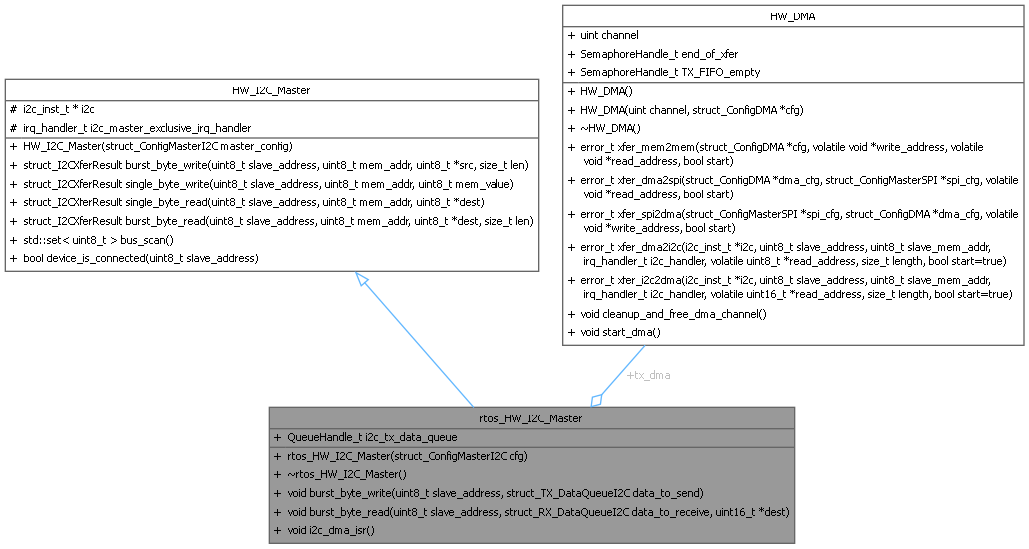 HW_DMA
+ uint channel
+ SemaphoreHandle_t end_of_xfer
+ SemaphoreHandle_t TX_FIFO_empty
+ HW_DMA()
+ HW_DMA(uint channel, struct_ConfigDMA *cfg)
+ ~HW_DMA()
+ error_t xfer_mem2mem(struct_ConfigDMA *cfg, volatile void *write_address, volatile
void *read_address, bool start)
+ error_t xfer_dma2spi(struct_ConfigDMA *dma_cfg, struct_ConfigMasterSPI *spi_cfg, volatile
void *read_address, bool start)
+ error_t xfer_spi2dma(struct_ConfigMasterSPI *spi_cfg, struct_ConfigDMA *dma_cfg, volatile
void *write_address, bool start)
+ error_t xfer_dma2i2c(i2c_inst_t *i2c, uint8_t slave_address, uint8_t slave_mem_addr,
irq_handler_t i2c_handler, volatile uint8_t *read_address, size_t length, bool start=true)
+ error_t xfer_i2c2dma(i2c_inst_t *i2c, uint8_t slave_address, uint8_t slave_mem_addr,
irq_handler_t i2c_handler, volatile uint16_t *read_address, size_t length, bool start=true)
+ void cleanup_and_free_dma_channel()
+ void start_dma()
HW_I2C_Master
# i2c_inst_t * i2c
# irq_handler_t i2c_master_exclusive_irq_handler
+ HW_I2C_Master(struct_ConfigMasterI2C master_config)
+ struct_I2CXferResult burst_byte_write(uint8_t slave_address, uint8_t mem_addr, uint8_t *src, size_t len)
+ struct_I2CXferResult single_byte_write(uint8_t slave_address, uint8_t mem_addr, uint8_t mem_value)
+ struct_I2CXferResult single_byte_read(uint8_t slave_address, uint8_t mem_addr, uint8_t *dest)
+ struct_I2CXferResult burst_byte_read(uint8_t slave_address, uint8_t mem_addr, uint8_t *dest, size_t len)
+ std::set< uint8_t > bus_scan()
+ bool device_is_connected(uint8_t slave_address)
+tx_dma
rtos_HW_I2C_Master
+ QueueHandle_t i2c_tx_data_queue
+ rtos_HW_I2C_Master(struct_ConfigMasterI2C cfg)
+ ~rtos_HW_I2C_Master()
+ void burst_byte_write(uint8_t slave_address, struct_TX_DataQueueI2C data_to_send)
+ void burst_byte_read(uint8_t slave_address, struct_RX_DataQueueI2C data_to_receive, uint16_t *dest)
+ void i2c_dma_isr()